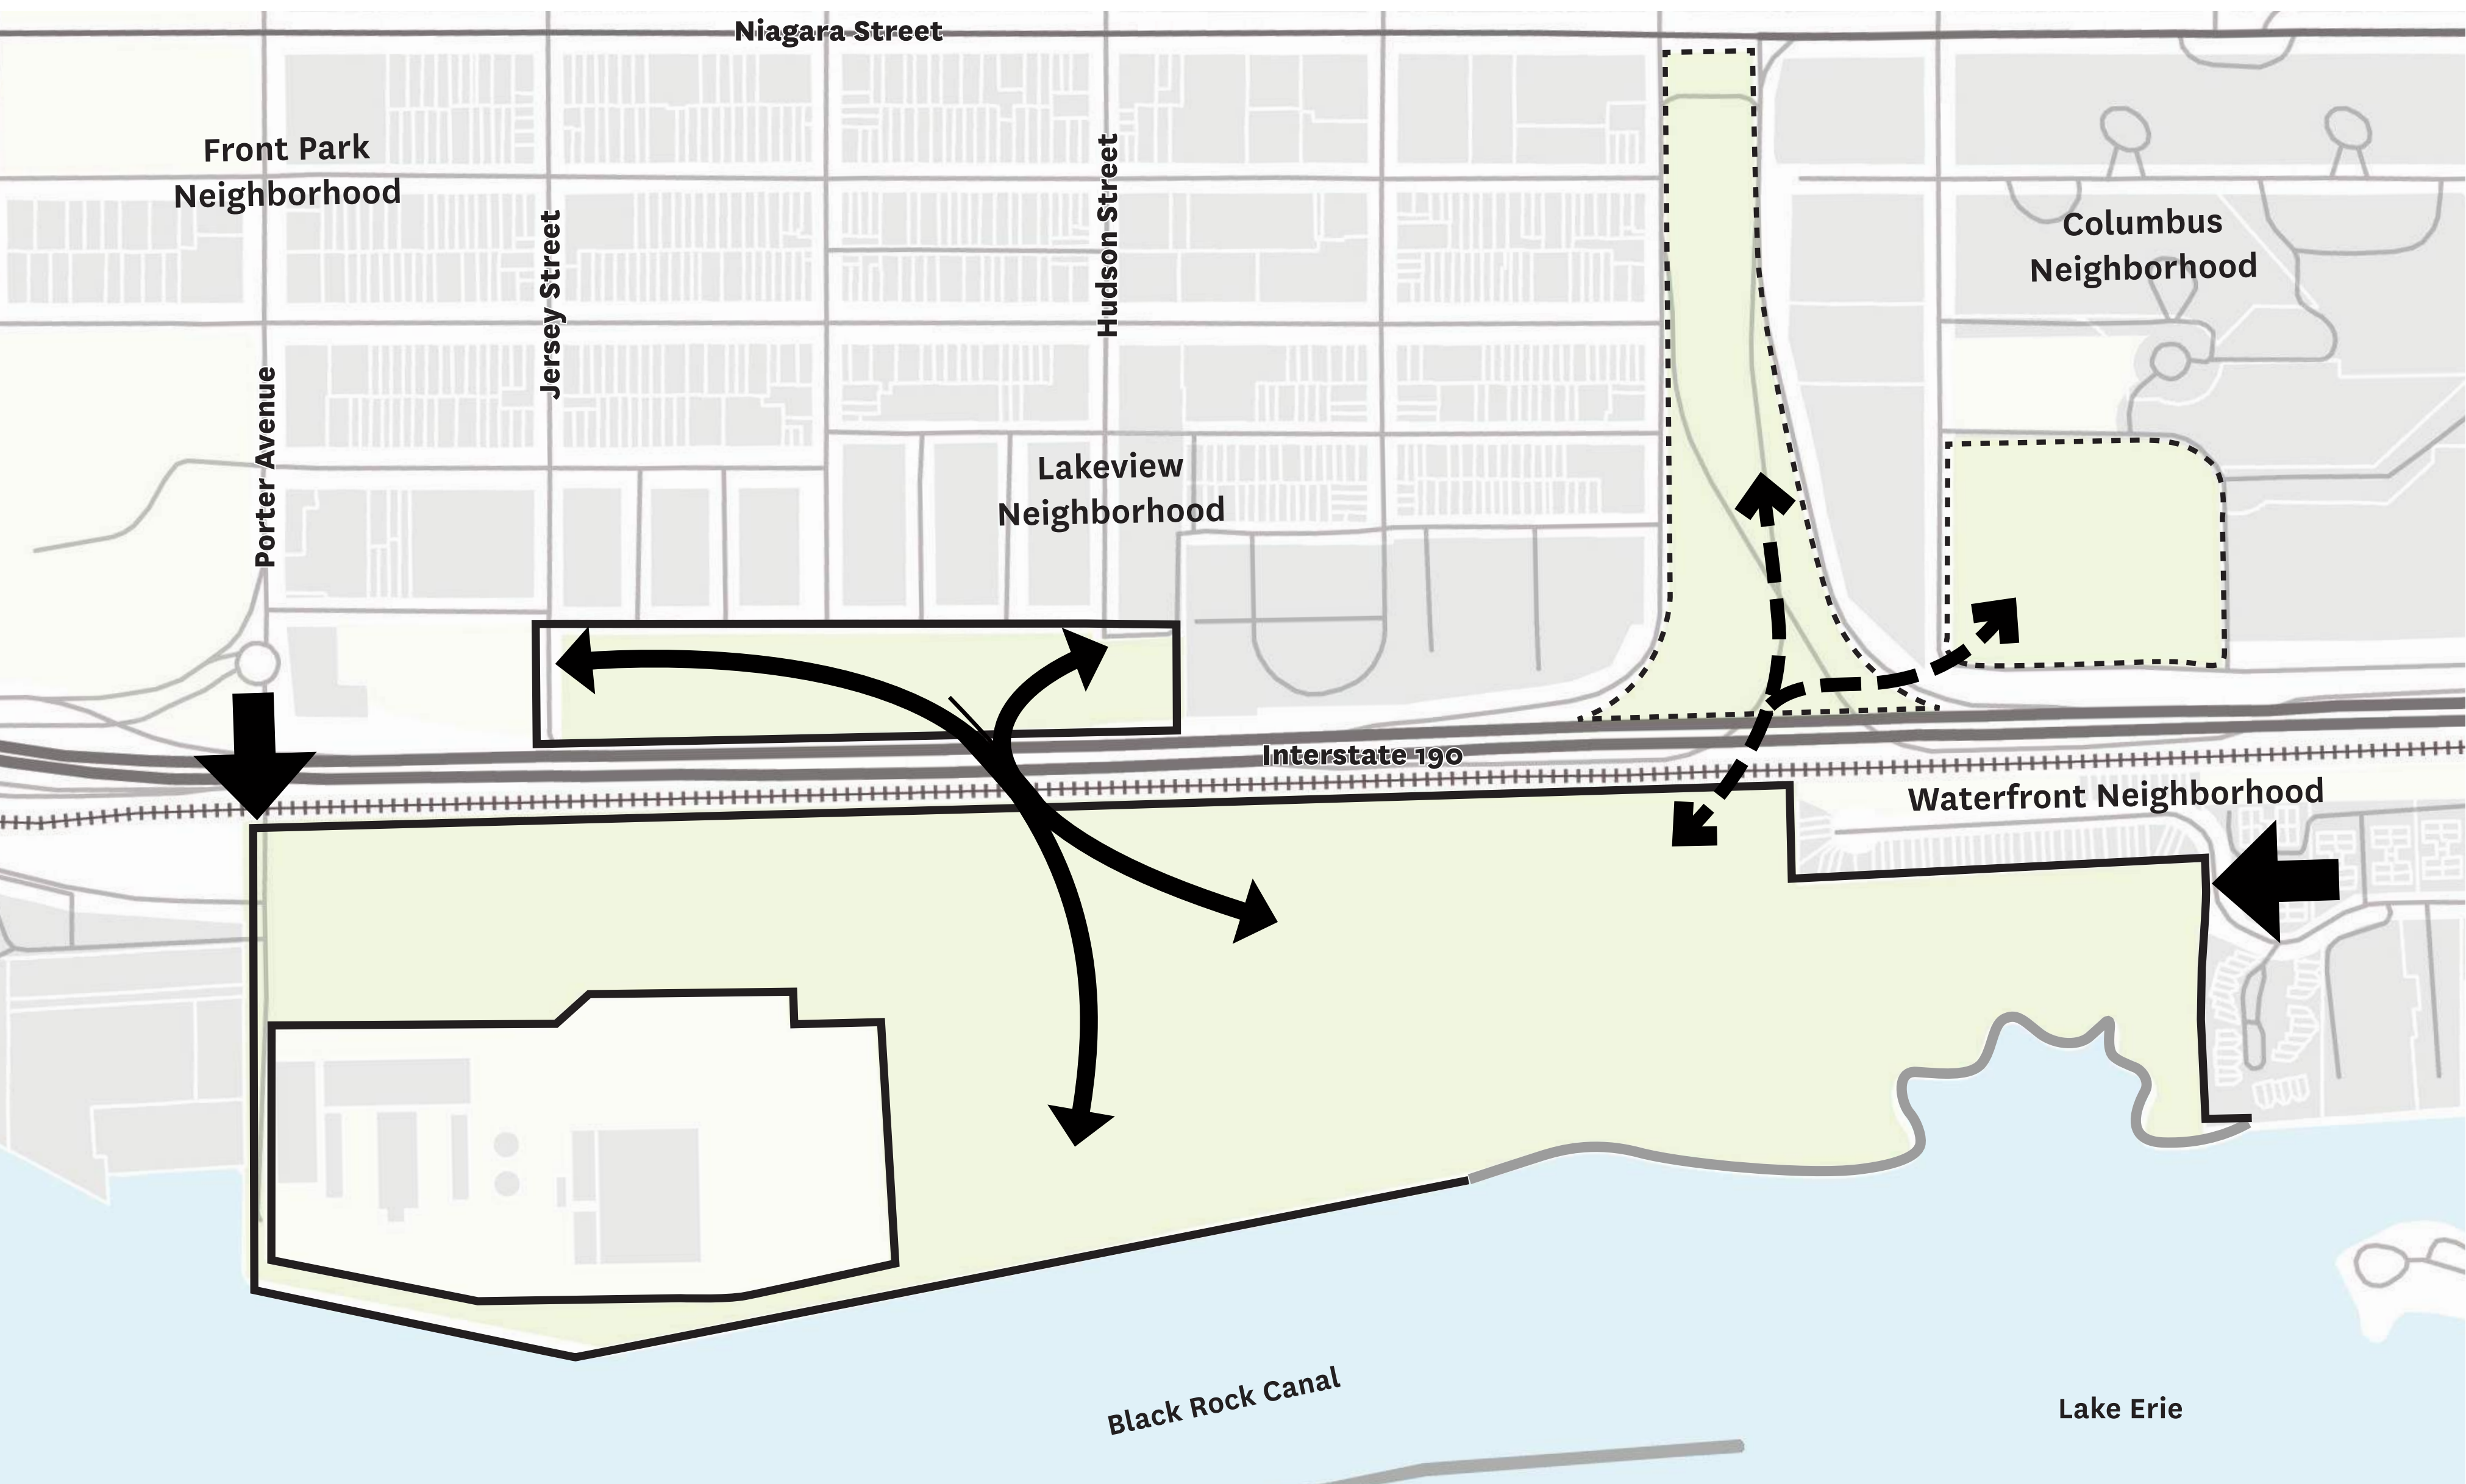 Niagara Street
Front Park
Neighborhood
Hudson Street
Jersey Street
Columbus
Neighborhood
Porter Avenue
Lakeview
Neighborhood
Interstate 190
Waterfront Neighborhood
Black Rock Canal
Lake Erie